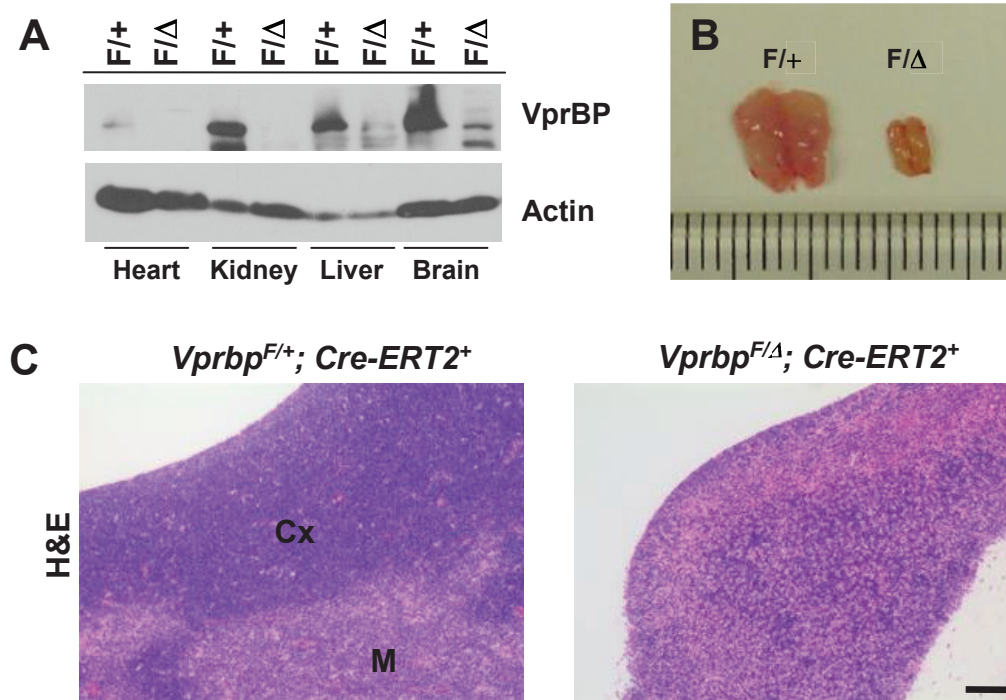 A
F/+ F/Δ F/+ F/Δ F/+ F/Δ F/+ F/Δ
VprBP
Actin
Heart Kidney Liver Brain
B
F/+ F/Δ
C
Vprbp^F/+; Cre-ERT2^+
Vprbp^F/Δ; Cre-ERT2^+
H&E
Cx
M